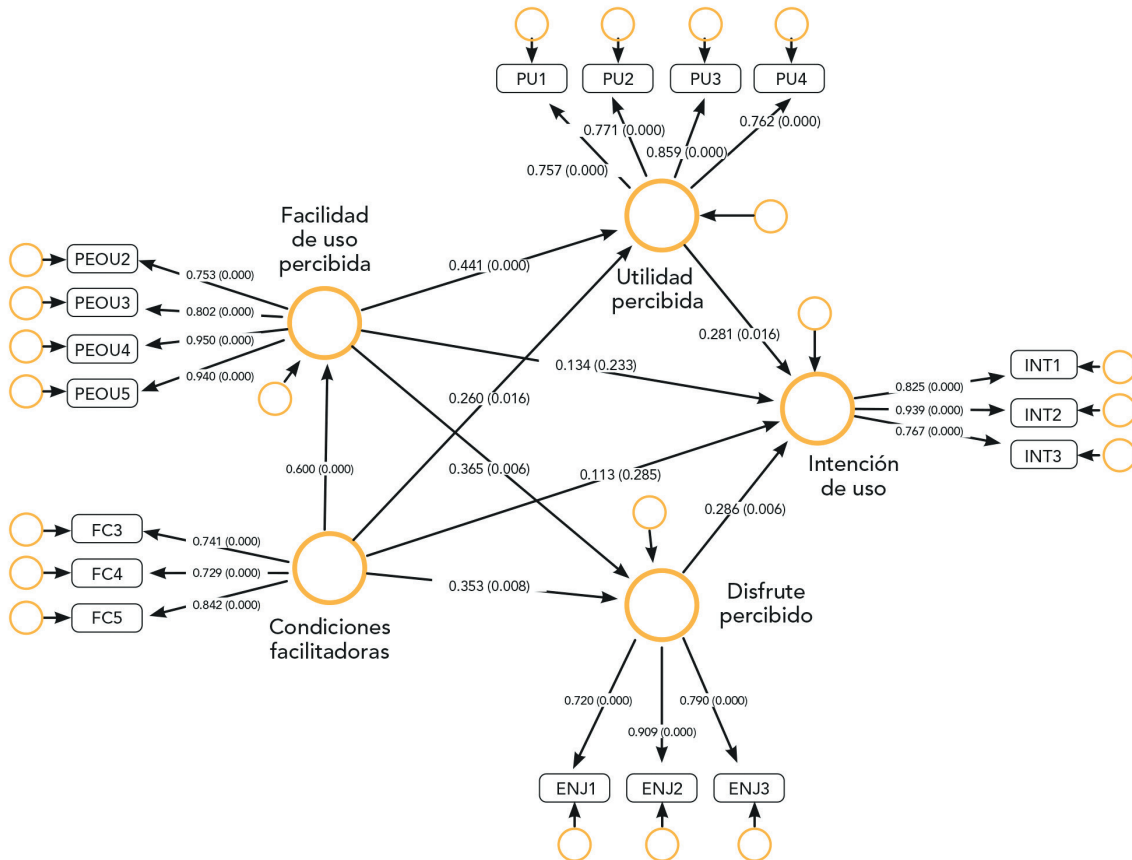 PU1
PU2
PU3
PU4
0.757 (0.000)
0.771 (0.000)
0.859 (0.000)
0.762 (0.000)
Facilidad
de uso
percibida
PEOU2
PEOU3
PEOU4
PEOU5
0.753 (0.000)
0.802 (0.000)
0.950 (0.000)
0.940 (0.000)
0.441 (0.000)
Utilidad
percibida
0.281 (0.016)
0.134 (0.233)
0.260 (0.016)
0.600 (0.000)
0.365 (0.006)
0.113 (0.285)
0.286 (0.006)
0.353 (0.008)
INT1
INT2
INT3
0.825 (0.000)
0.939 (0.000)
0.767 (0.000)
Intención
de uso
FC3
FC4
FC5
0.741 (0.000)
0.729 (0.000)
0.842 (0.000)
Condiciones
facilitadoras
Disfrute
percibido
0.720 (0.000)
0.909 (0.000)
0.790 (0.000)
ENJ1
ENJ2
ENJ3